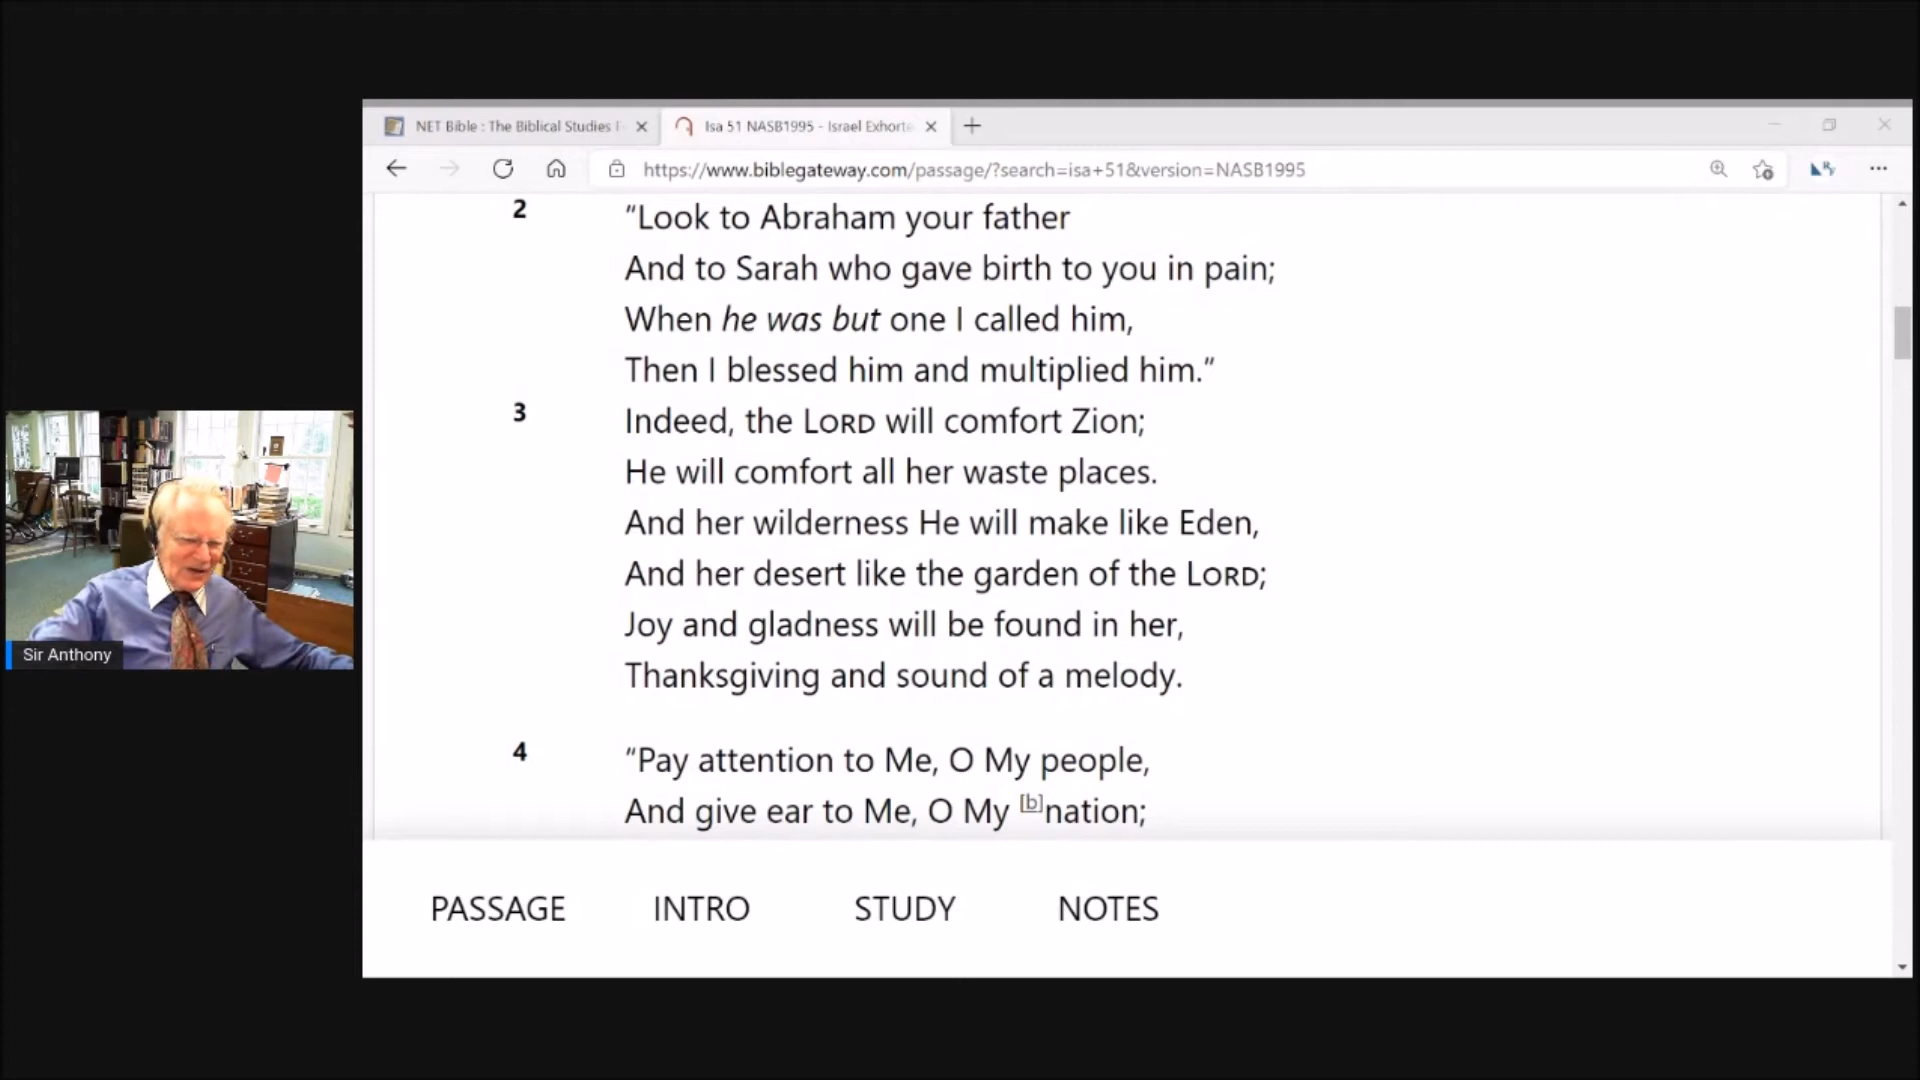 NET Bible : The Biblical Studies
Isa 51 NASB1995 - Israel Exhorte
https://www.biblegateway.com/passage/?search=isa+51&version=NASB1995
2 “Look to Abraham your father
And to Sarah who gave birth to you in pain;
When he was but one I called him,
Then I blessed him and multiplied him.”
3 Indeed, the LORD will comfort Zion;
He will comfort all her waste places.
And her wilderness He will make like Eden,
And her desert like the garden of the LORD;
Joy and gladness will be found in her,
Thanksgiving and sound of a melody.
4 “Pay attention to Me, O My people,
And give ear to Me, O My [b]nation;
Sir Anthony
PASSAGE INTRO STUDY NOTES